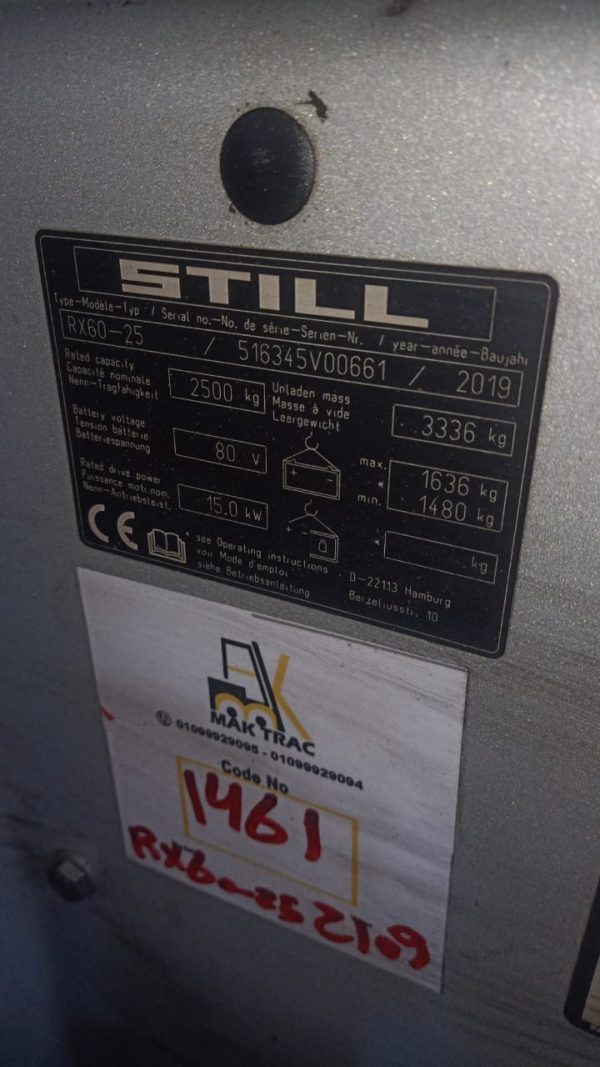 STILL
Type-Modèle-Typ / Serial no.-No. de série-Serien-Nr. / year-année-Baujahr
RX60-25 / 516345V00661 / 2019
Rated capacity
Capacité nominale
Nenn-Tragfähigkeit
2500 kg
Unladen mass
Masse à vide
Leergewicht
3336 kg
Battery voltage
Tension batterie
Batteriespannung
80 V
+ -
max. 1636 kg
*
min. 1480 kg
Rated drive power
Puissance mot.nom.
Nenn-Antriebsleist.
15.0 kW
+ -
* kg
CE
* see Operating instructions
voir Mode d'emploi
siehe Betriebsanleitung
D-22113 Hamburg
Berzeliusstr. 10
MAK TRAC
01099929095 - 01099929094
Code No
1461
RX60-25 2T09